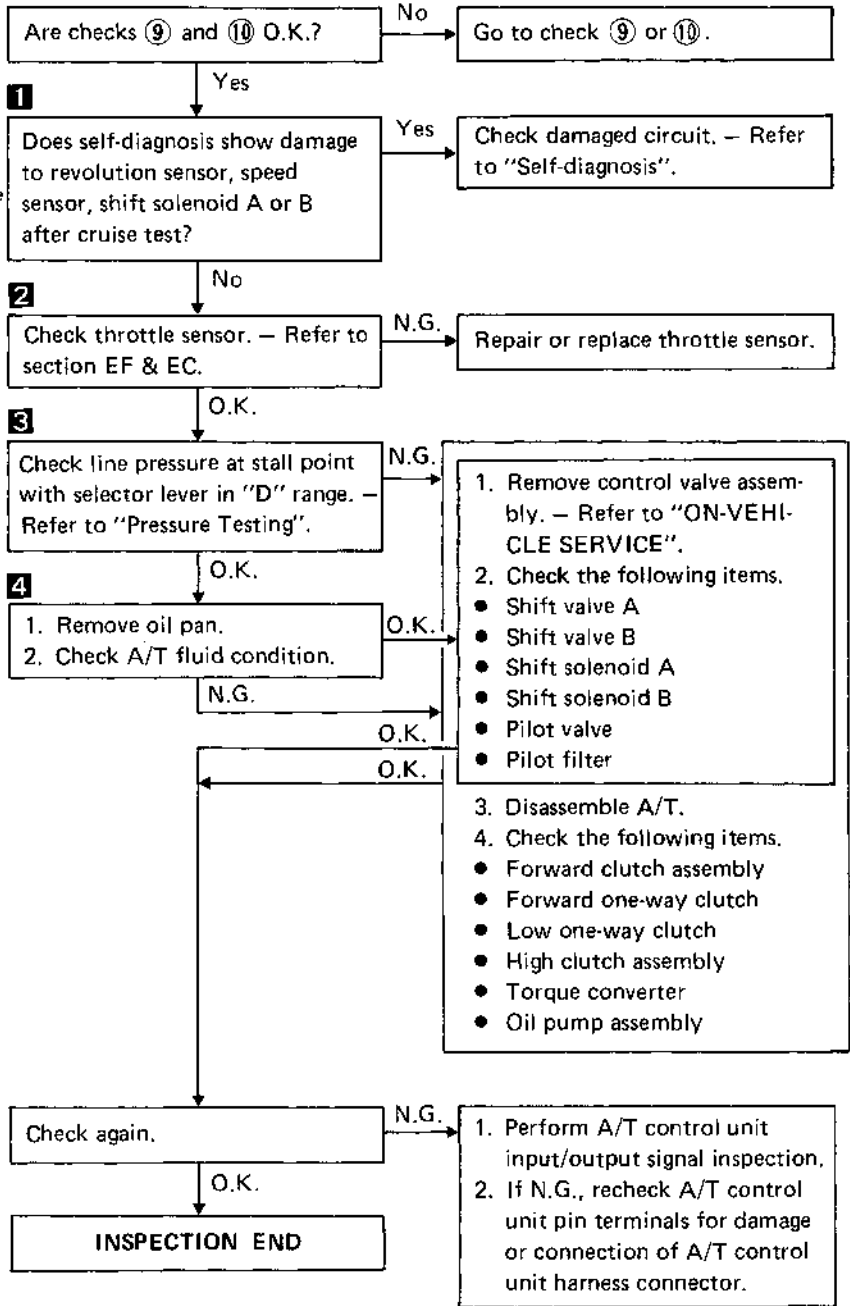 Are checks ⑨ and ⑩ O.K.?
No
Go to check ⑨ or ⑩.
Yes
1
Does self-diagnosis show damage
to revolution sensor, speed
sensor, shift solenoid A or B
after cruise test?
Yes
Check damaged circuit. — Refer
to "Self-diagnosis".
No
2
Check throttle sensor. — Refer to
section EF & EC.
N.G.
Repair or replace throttle sensor.
O.K.
3
Check line pressure at stall point
with selector lever in "D" range. —
Refer to "Pressure Testing".
N.G.
O.K.
4
1. Remove oil pan.
2. Check A/T fluid condition.
O.K.
N.G.
1. Remove control valve assem-
bly. — Refer to "ON-VEHI-
CLE SERVICE".
2. Check the following items.
● Shift valve A
● Shift valve B
● Shift solenoid A
● Shift solenoid B
● Pilot valve
● Pilot filter
O.K.
O.K.
3. Disassemble A/T.
4. Check the following items.
● Forward clutch assembly
● Forward one-way clutch
● Low one-way clutch
● High clutch assembly
● Torque converter
● Oil pump assembly
Check again.
N.G.
1. Perform A/T control unit
input/output signal inspection.
2. If N.G., recheck A/T control
unit pin terminals for damage
or connection of A/T control
unit harness connector.
O.K.
INSPECTION END